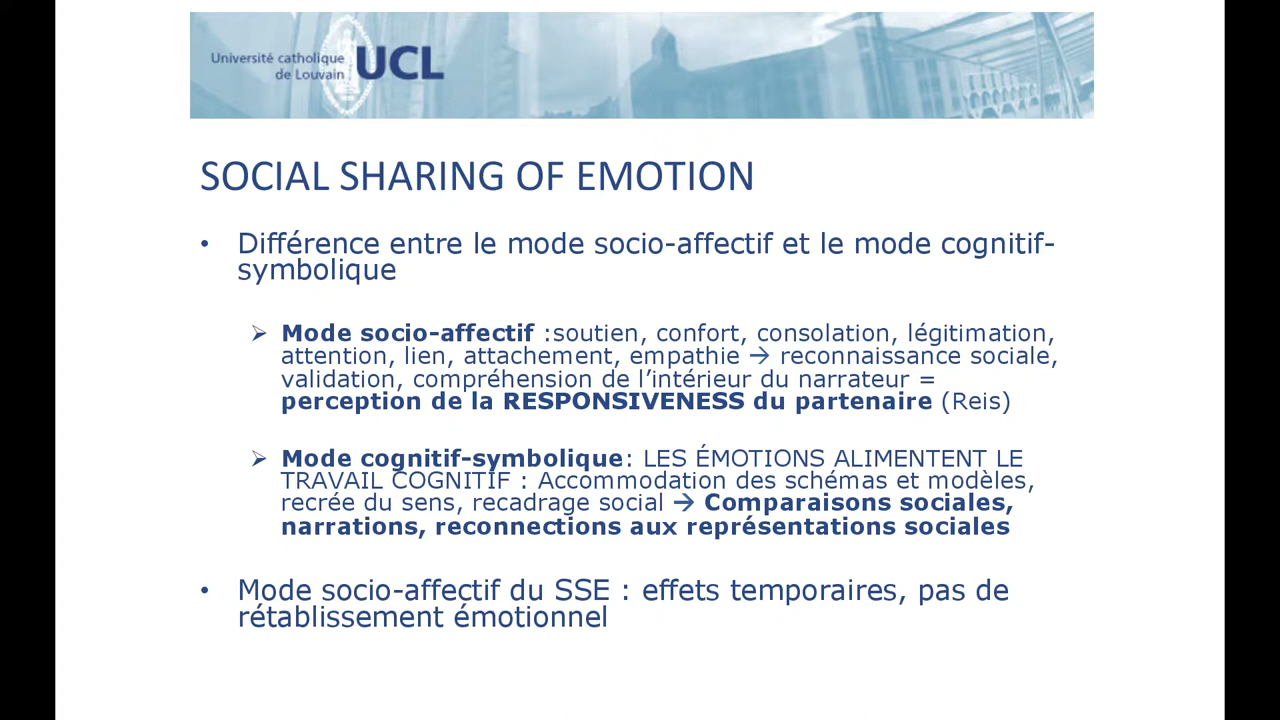 Université catholique
de Louvain
UCL
SOCIAL SHARING OF EMOTION
• Différence entre le mode socio-affectif et le mode cognitif-
symbolique
➢ Mode socio-affectif :soutien, confort, consolation, légitimation,
attention, lien, attachement, empathie → reconnaissance sociale,
validation, compréhension de l’intérieur du narrateur =
perception de la RESPONSIVENESS du partenaire (Reis)
➢ Mode cognitif-symbolique: LES ÉMOTIONS ALIMENTENT LE
TRAVAIL COGNITIF : Accommodation des schémas et modèles,
recrée du sens, recadrage social → Comparaisons sociales,
narrations, reconnections aux représentations sociales
• Mode socio-affectif du SSE : effets temporaires, pas de
rétablissement émotionnel